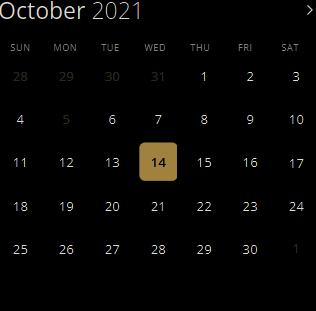 October 2021
SUN MON TUE WED THU FRI SAT
28 29 30 31 1 2 3
4 5 6 7 8 9 10
11 12 13 14 15 16 17
18 19 20 21 22 23 24
25 26 27 28 29 30 1